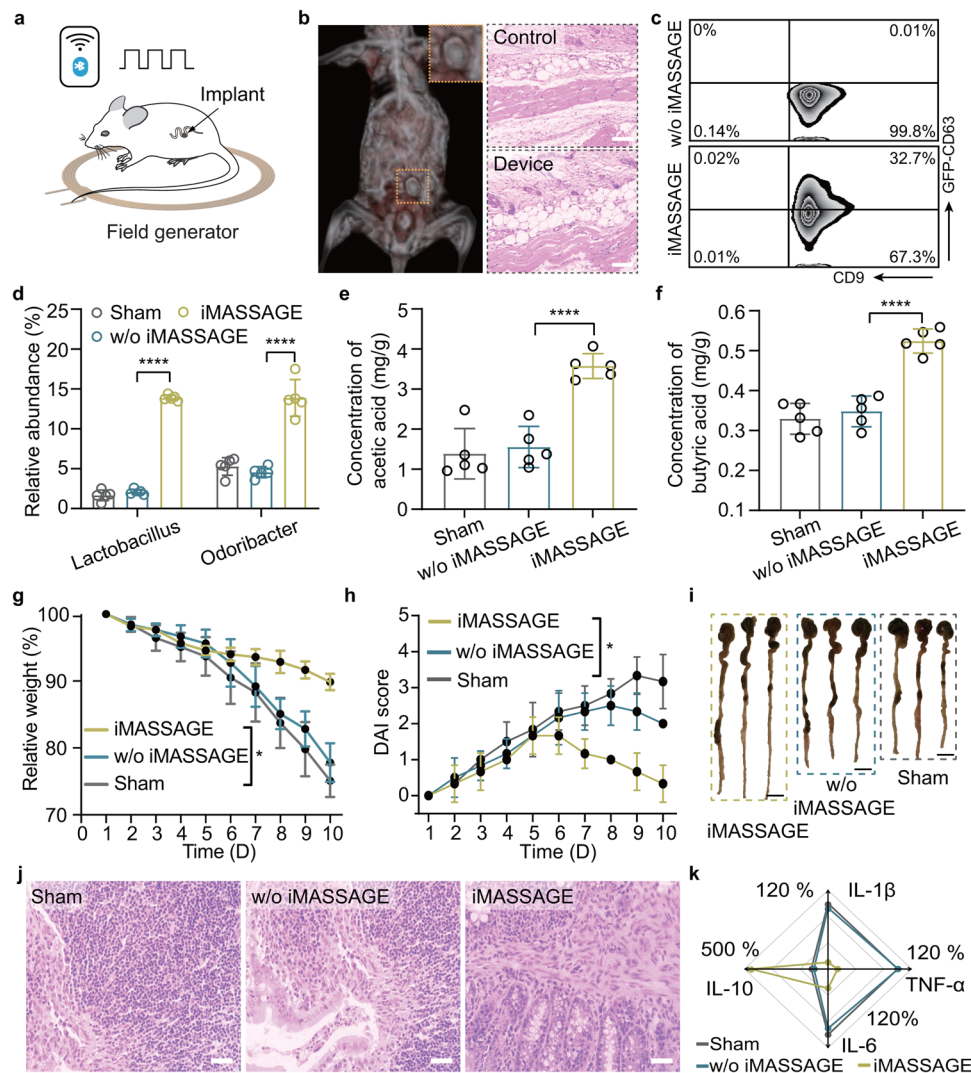 a
Implant
Field generator
b
Control
Device
c
w/o iMASSAGE
0%
0.01%
0.14%
99.8%
iMASSAGE
0.02%
32.7%
0.01%
67.3%
GFP-CD63
CD9
d
Relative abundance (%)
25
20
15
10
5
0
Sham
iMASSAGE
w/o iMASSAGE
****
****
Lactobacillus
Odoribacter
e
Concentration of
acetic acid (mg/g)
5
4
3
2
1
0
****
Sham
w/o iMASSAGE
iMASSAGE
f
Concentration of
butyric acid (mg/g)
0.6
0.5
0.4
0.3
0.2
0.1
****
Sham
w/o iMASSAGE
iMASSAGE
g
Relative weight (%)
100
90
80
70
iMASSAGE
w/o iMASSAGE
Sham
*
0 1 2 3 4 5 6 7 8 9 10
Time (D)
h
DAI score
5
4
3
2
1
0
iMASSAGE
w/o iMASSAGE
Sham
*
1 2 3 4 5 6 7 8 9 10
Time (D)
i
iMASSAGE
w/o
iMASSAGE
Sham
j
Sham
w/o iMASSAGE
iMASSAGE
k
120 %
IL-1β
500 %
IL-10
120 %
TNF-α
120%
IL-6
Sham
w/o iMASSAGE
iMASSAGE